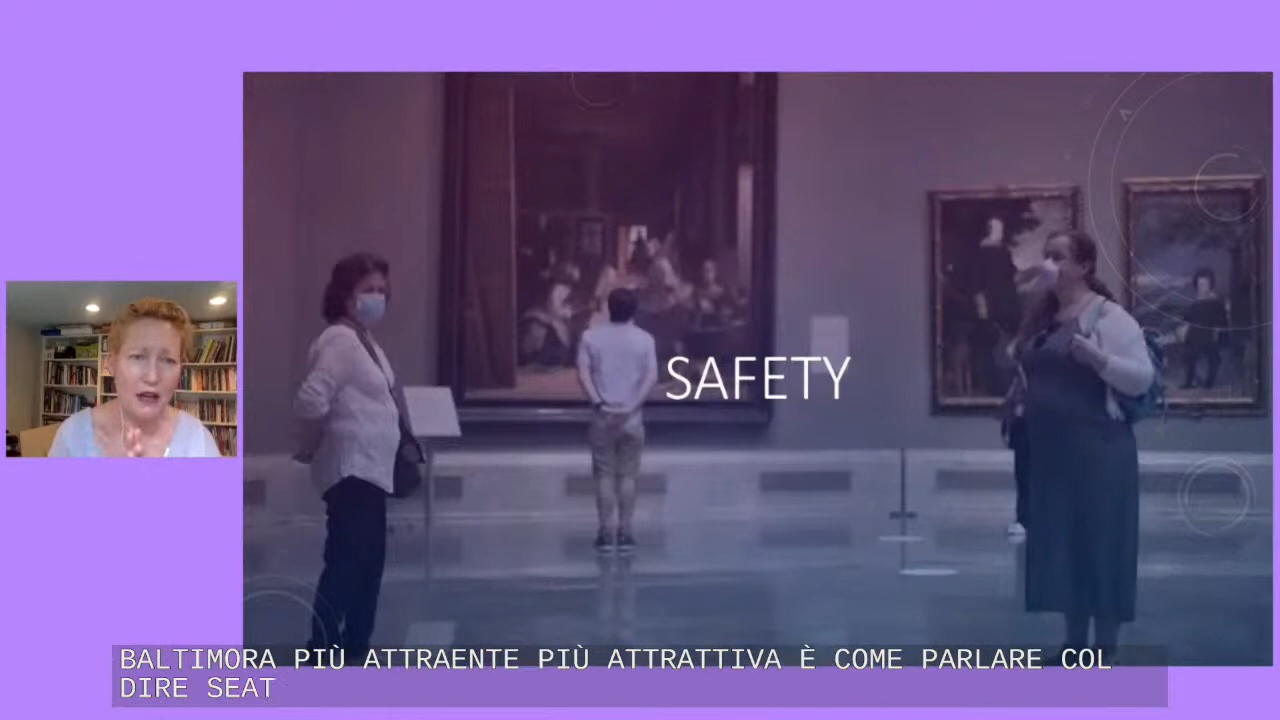 SAFETY
BALTIMORA PIÙ ATTRAENTE PIÙ ATTRATTIVA È COME PARLARE COL
DIRE SEAT